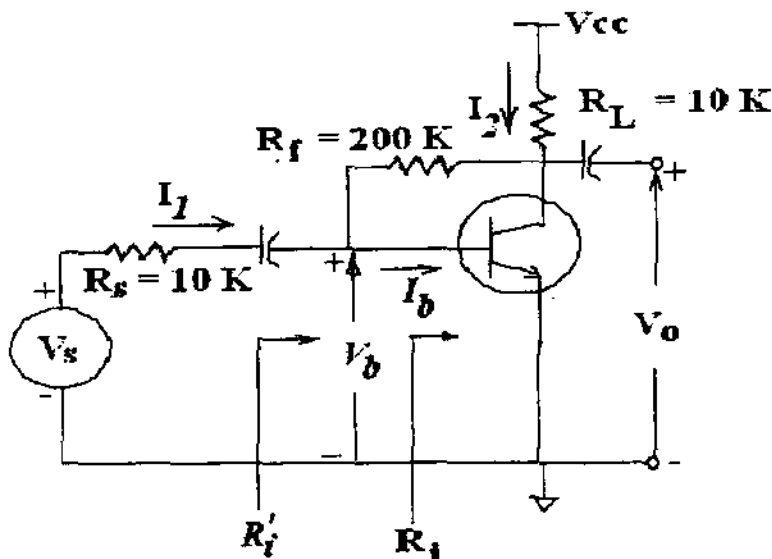 Vcc
I2
RL = 10 K
Rf = 200 K
I1
+
+
Rs = 10 K
+
Ib
Vs
Vb
Vo
-
-
-
R'i
Ri